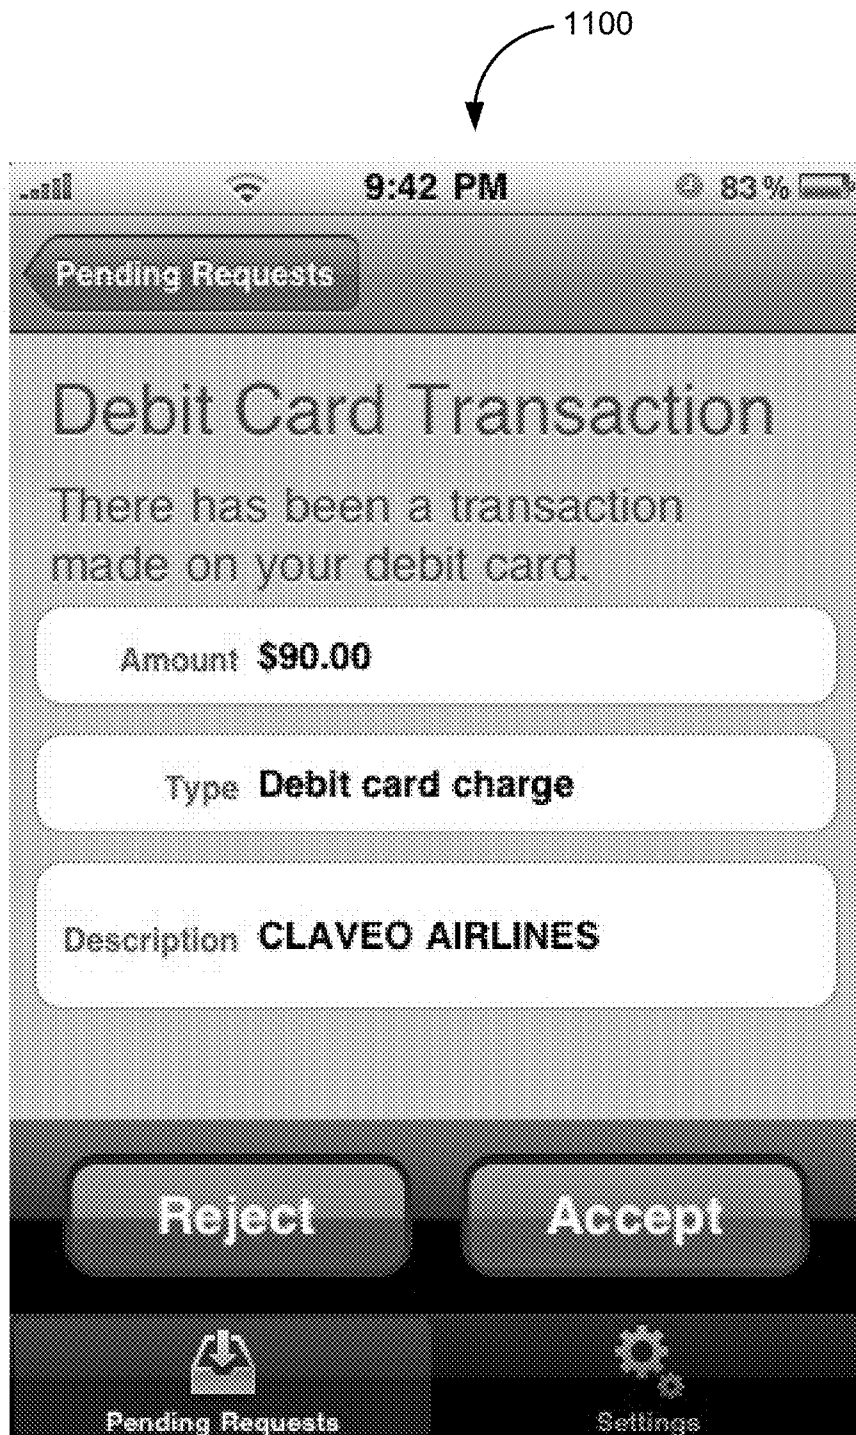 1100
9:42 PM 83%
Pending Requests
Debit Card Transaction
There has been a transaction
made on your debit card.
Amount $90.00
Type Debit card charge
Description CLAVEO AIRLINES
Reject Accept
Pending Requests Settings